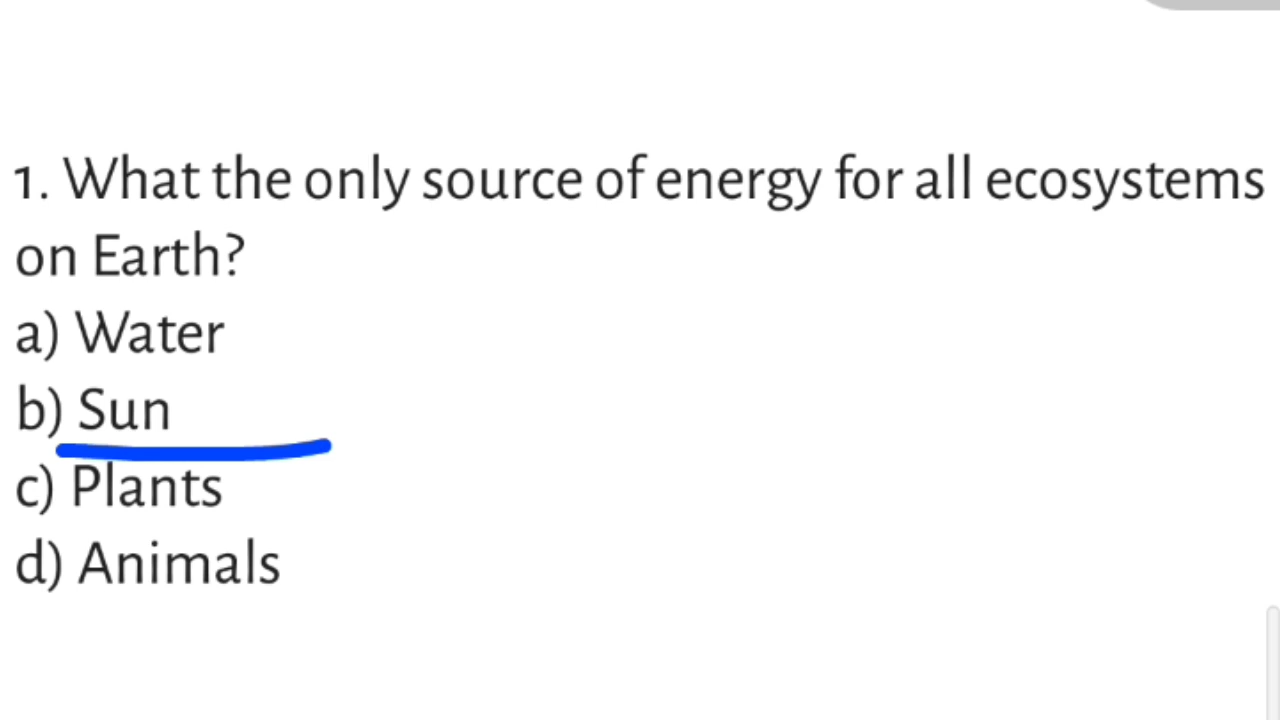 1. What the only source of energy for all ecosystems
on Earth?
a) Water
b) Sun
c) Plants
d) Animals